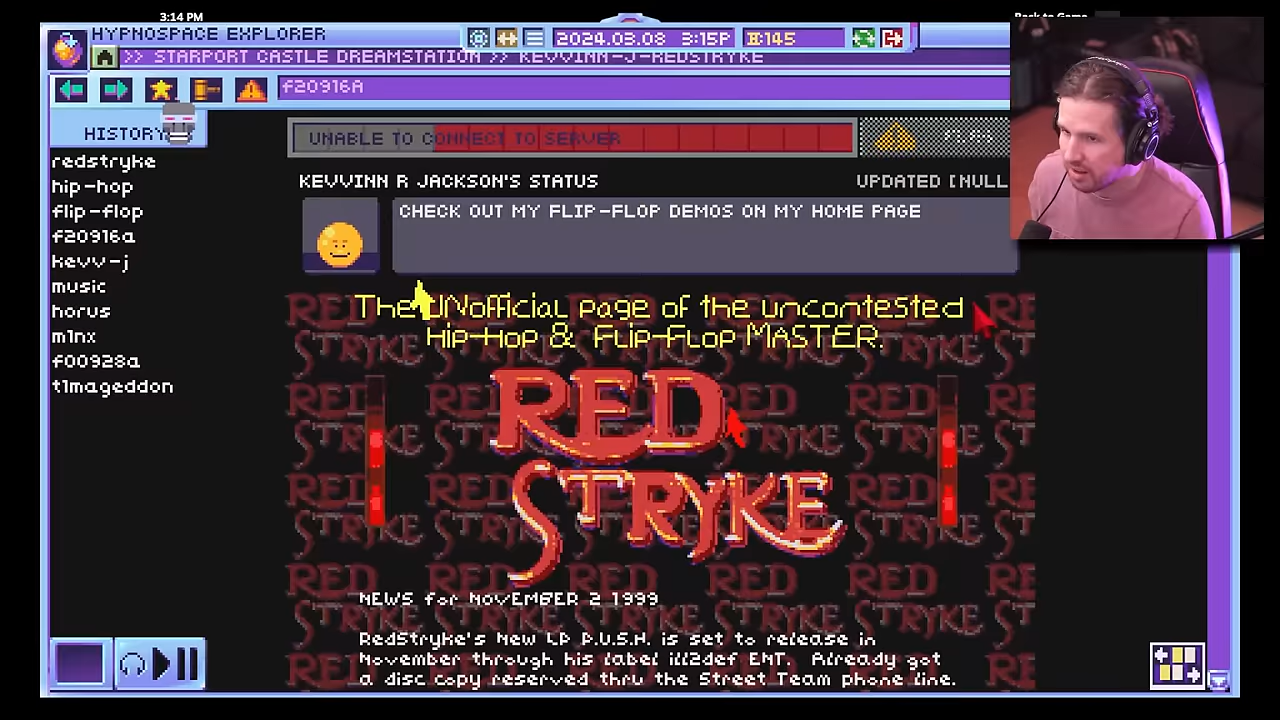 3:14 PM
Back to Game
HYPNOSPACE EXPLORER
2024.03.08 3:15P
145
>> STARPORT CASTLE DREAMSTATION >> KEVVINN-J-REDSTRYKE
f20916A
HISTORY
redstryke
hip-hop
flip-flop
f20916a
kevv-j
music
horus
m1nx
f00928a
t1mageddon
UNABLE TO CONNECT TO SERVER
KEVVINN R JACKSON'S STATUS
UPDATED [NULL
CHECK OUT MY FLIP-FLOP DEMOS ON MY HOME PAGE
The UNofficial page of the uncontested
Hip-Hop & Flip-Flop MASTER.
RED
STRYKE
NEWS for NOVEMBER 2 1999
RedStryke's New LP P.U.S.H. is set to release in
November through his label ill2def ENT. Already got
a disc copy reserved thru the Street Team phone line.